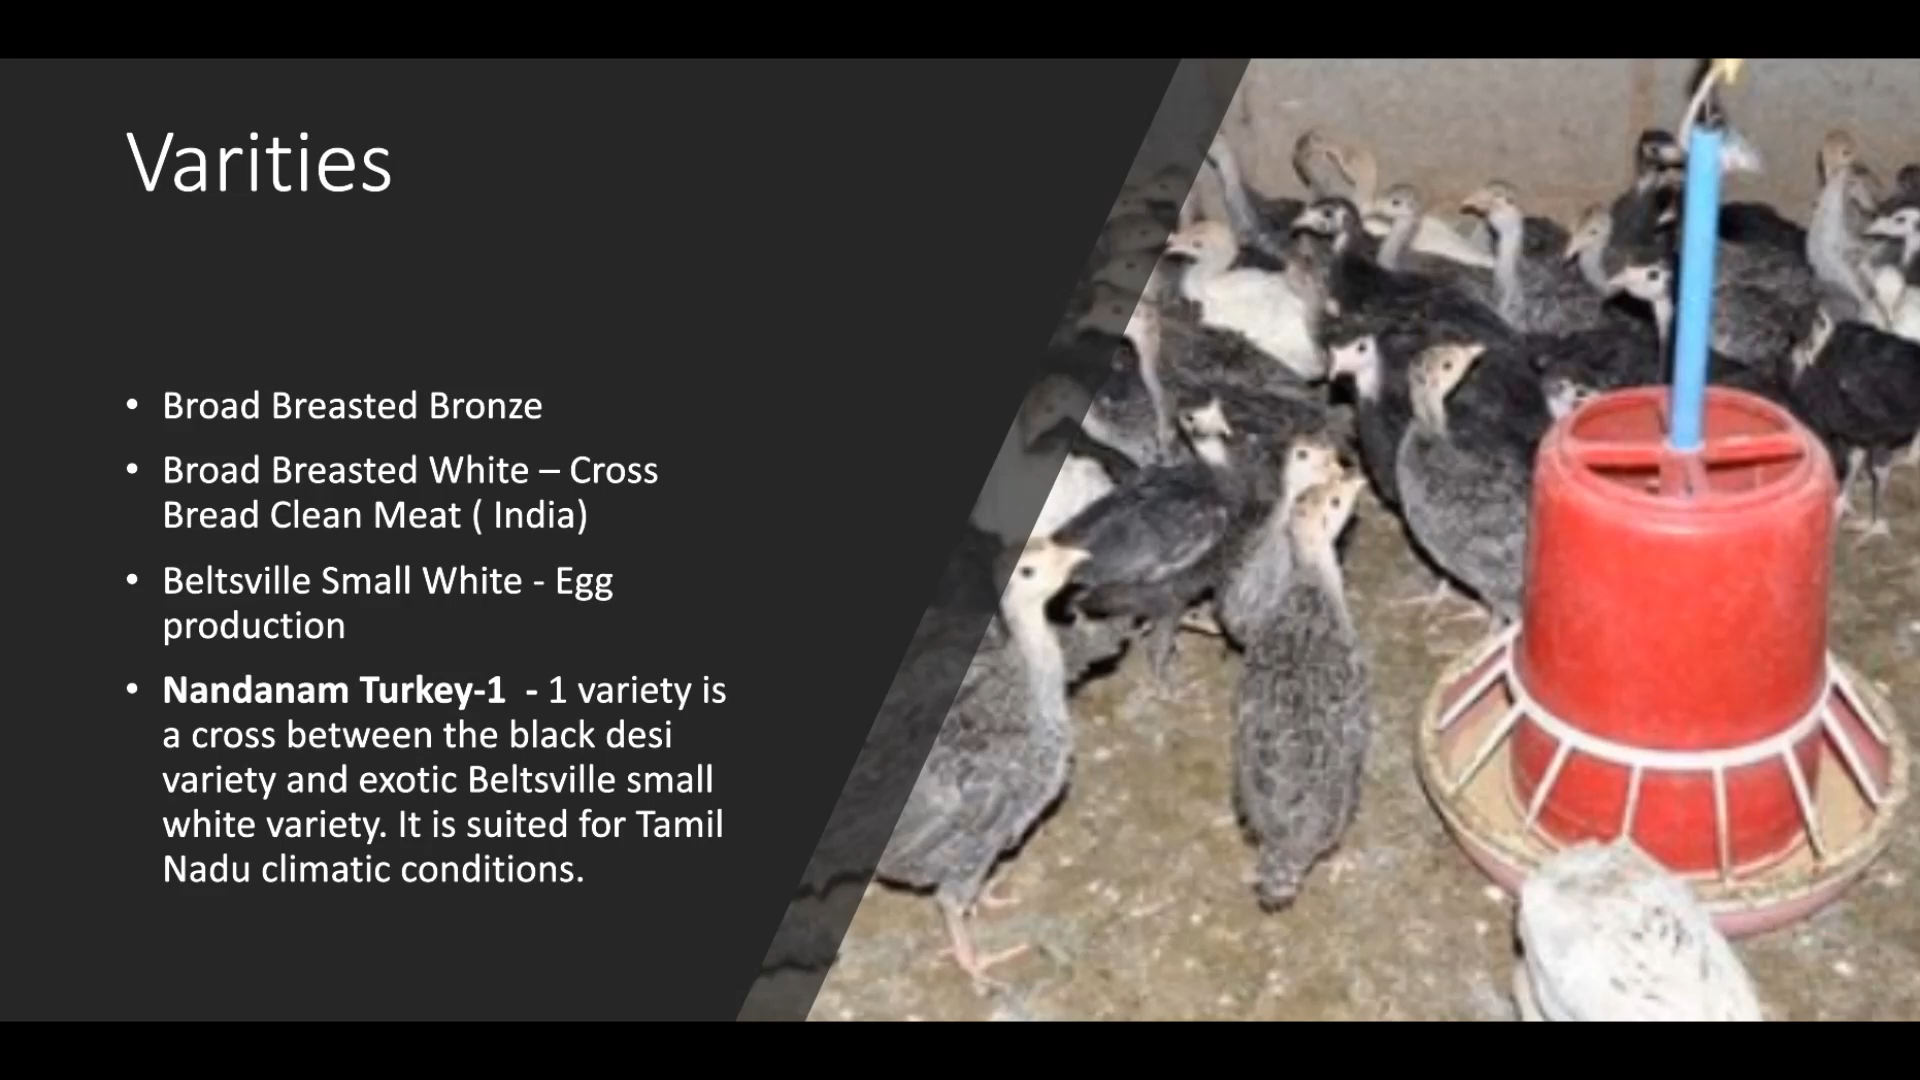 Varities
• Broad Breasted Bronze
• Broad Breasted White – Cross
Bread Clean Meat ( India)
• Beltsville Small White - Egg
production
• Nandanam Turkey-1  - 1 variety is
a cross between the black desi
variety and exotic Beltsville small
white variety. It is suited for Tamil
Nadu climatic conditions.